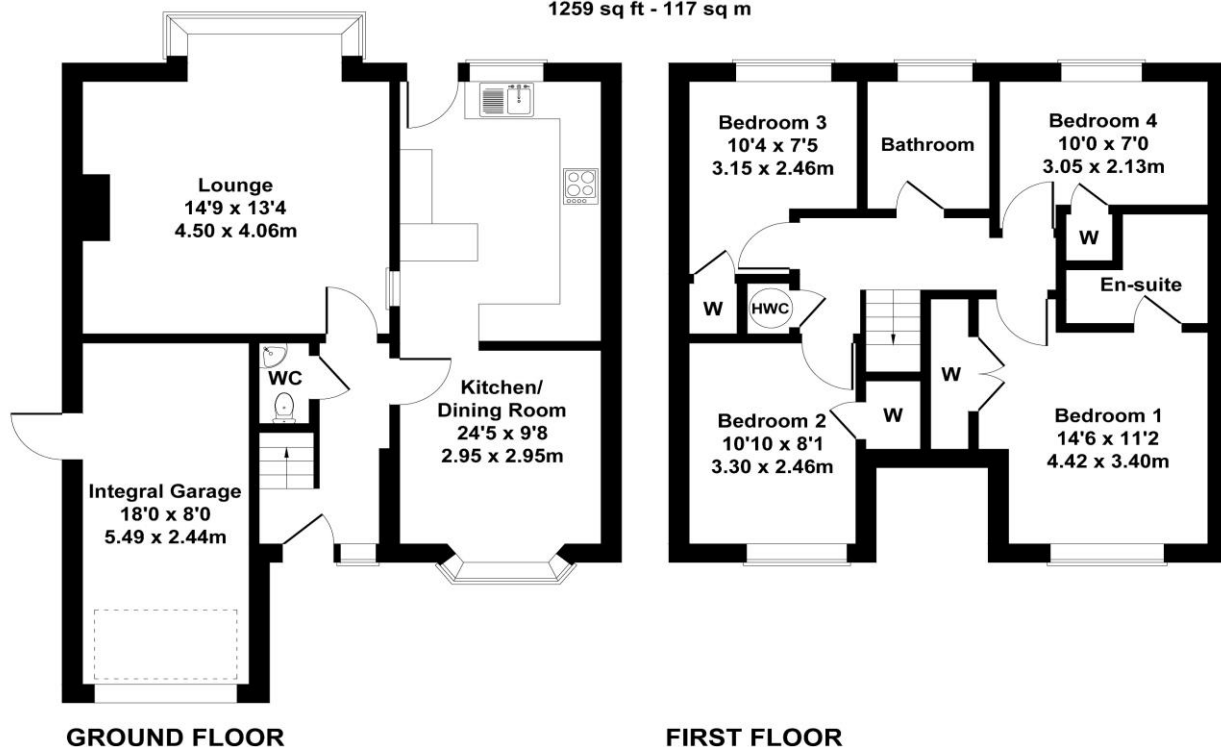 1259 sq ft - 117 sq m
Lounge
14'9 x 13'4
4.50 x 4.06m
WC
Kitchen/
Dining Room
24'5 x 9'8
2.95 x 2.95m
Integral Garage
18'0 x 8'0
5.49 x 2.44m
GROUND FLOOR
Bedroom 3
10'4 x 7'5
3.15 x 2.46m
Bathroom
Bedroom 4
10'0 x 7'0
3.05 x 2.13m
W
En-suite
W
HWC
W
Bedroom 2
10'10 x 8'1
3.30 x 2.46m
W
Bedroom 1
14'6 x 11'2
4.42 x 3.40m
FIRST FLOOR